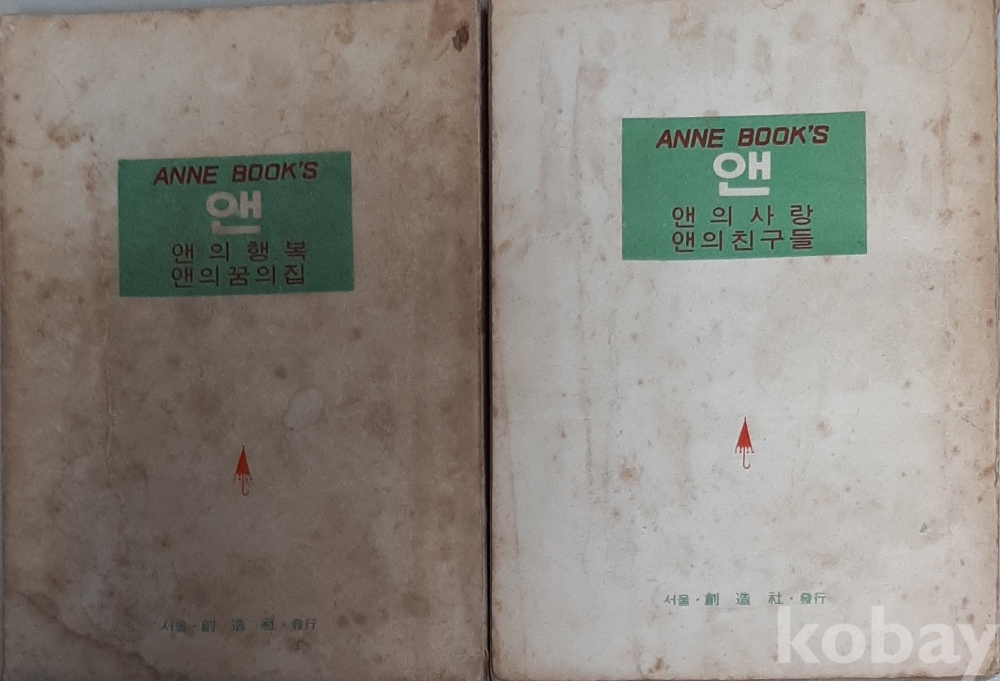 ANNE BOOK'S
앤
앤의행복
앤의꿈의집
서울·創造社·發行
ANNE BOOK'S
앤
앤의사랑
앤의친구들
서울·創造社·發行
kobay